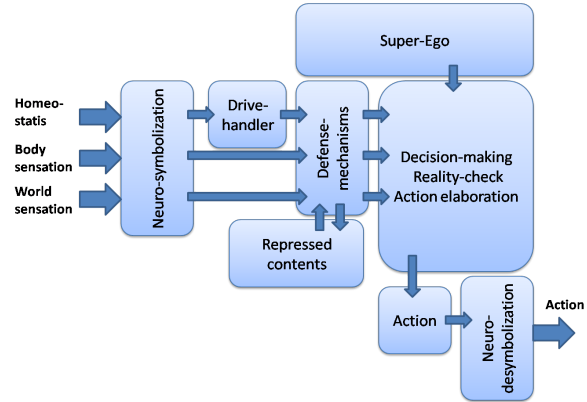 Super-Ego
Homeo-
statis
Body
sensation
World
sensation
Neuro-symbolization
Drive-
handler
Defense-
mechanisms
Decision-making
Reality-check
Action elaboration
Repressed
contents
Action
Neuro-
desymbolization
Action